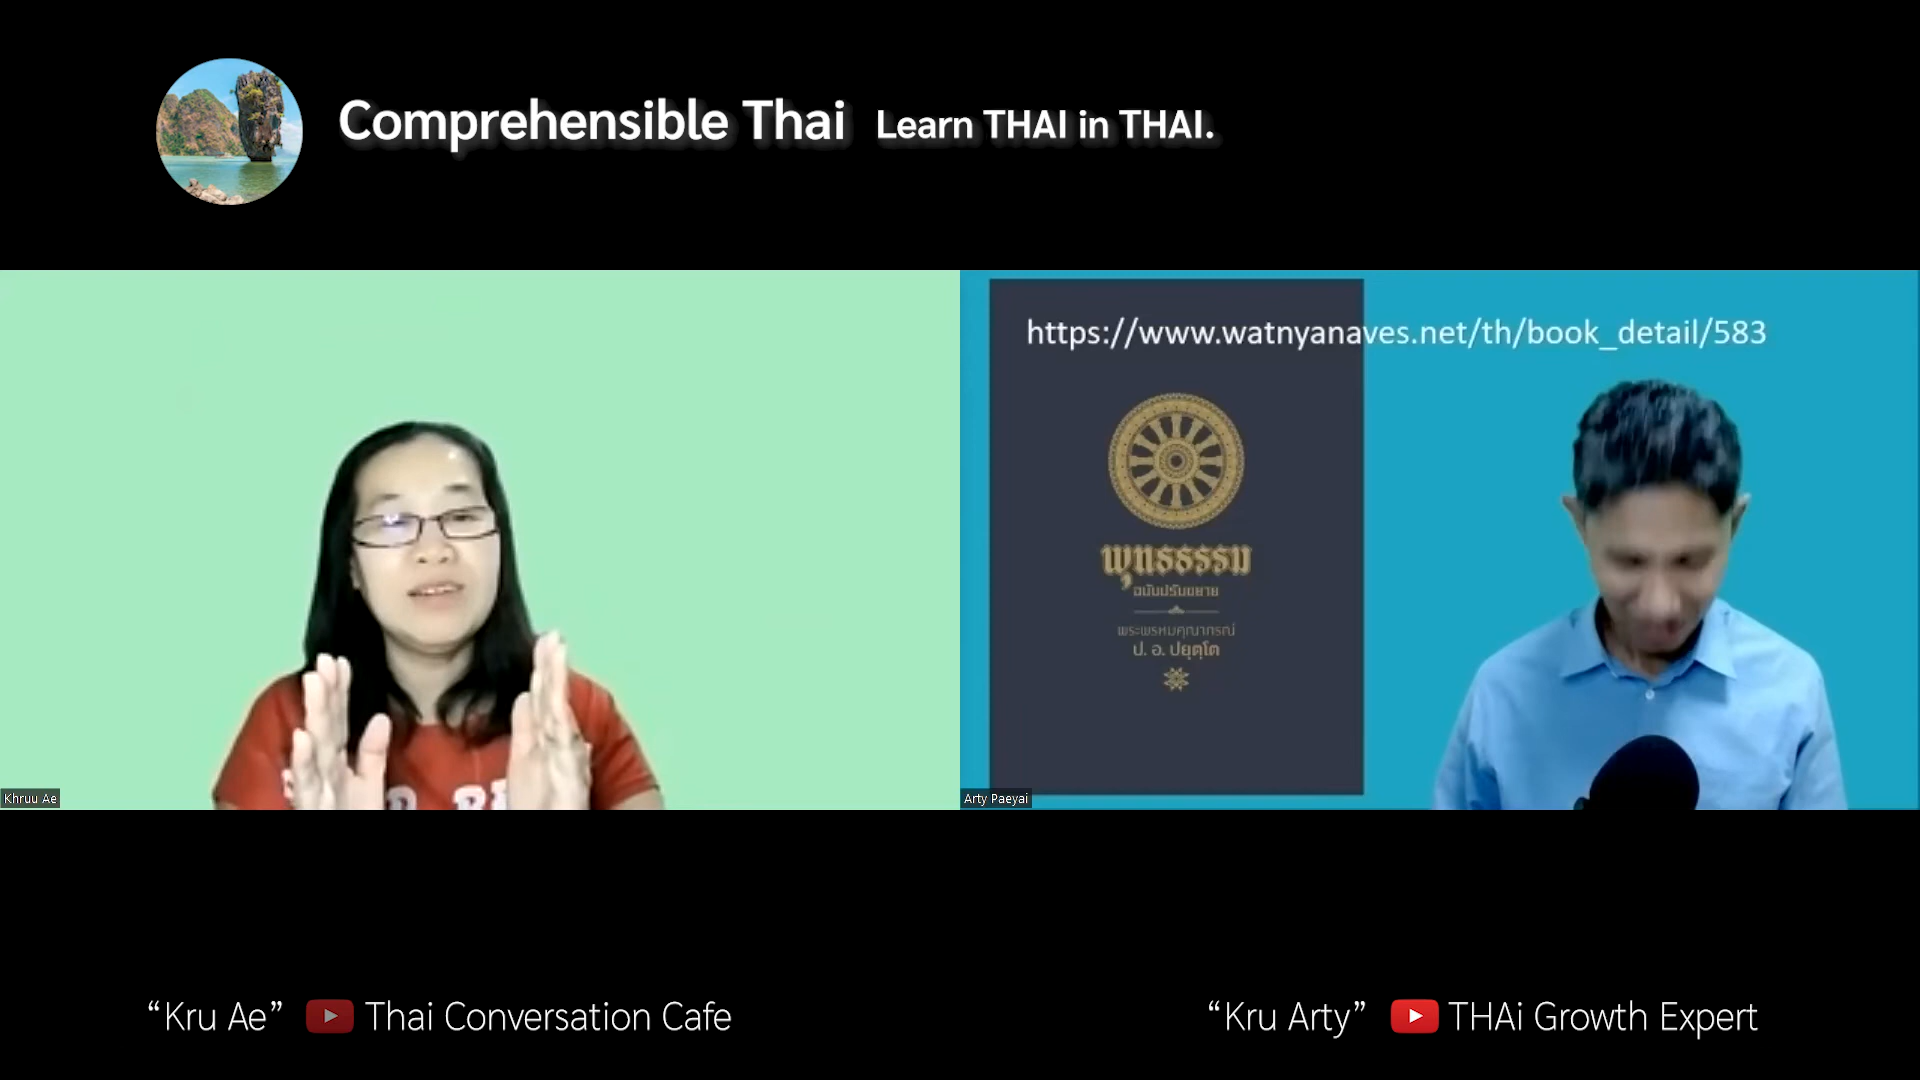 Comprehensible Thai Learn THAI in THAI.
https://www.watnyanaves.net/th/book_detail/583
พุทธธรรม
ฉบับปรับขยาย
พระพรหมคุณาภรณ์
ป. อ. ปยุตฺโต
Khruu Ae
Arty Paeyai
“Kru Ae” Thai Conversation Cafe
“Kru Arty” THAi Growth Expert